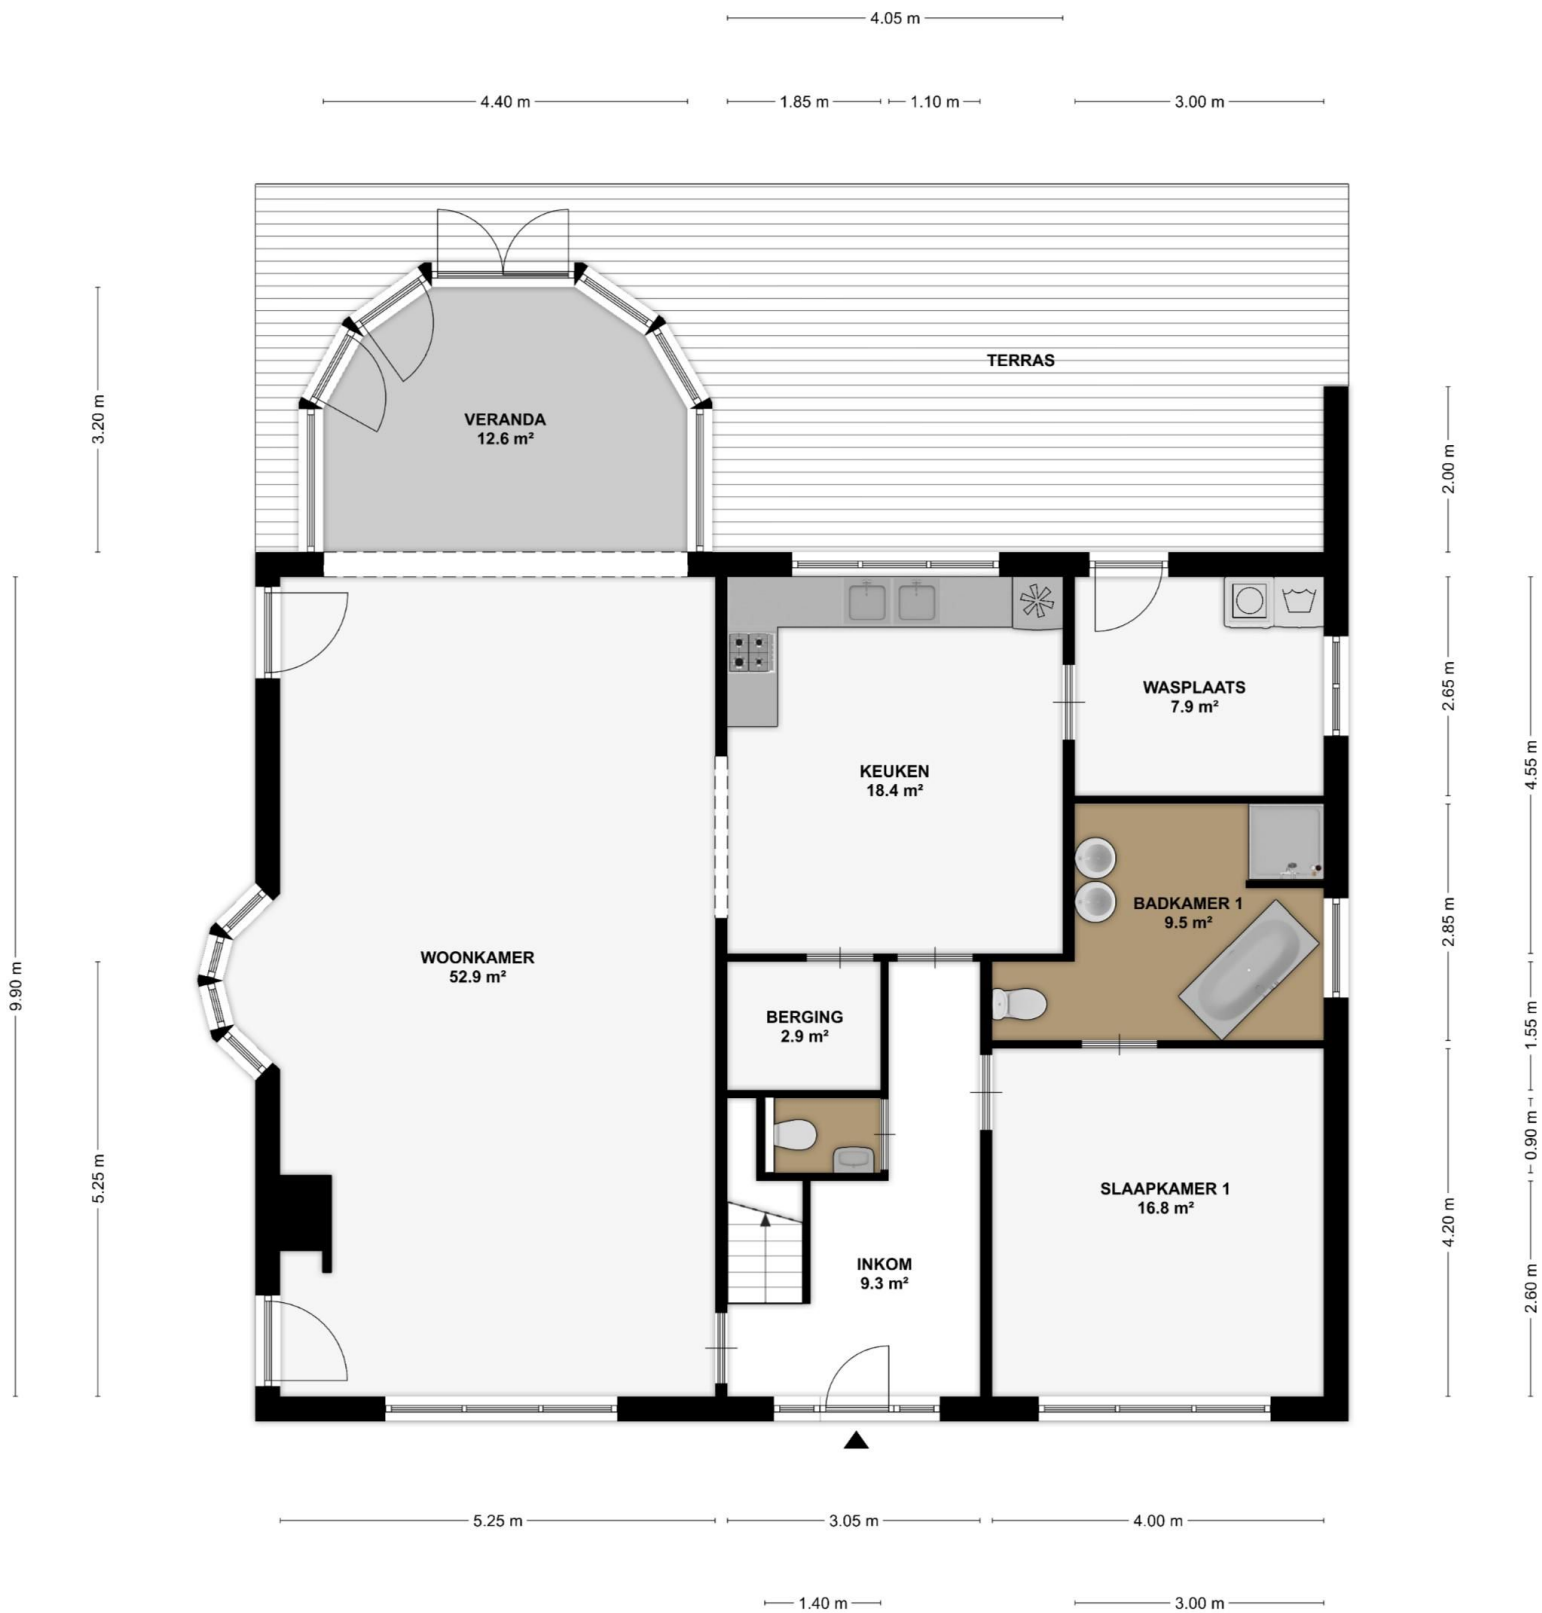 4.05 m
4.40 m
1.85 m
1.10 m
3.00 m
TERRAS
VERANDA
12.6 m²
3.20 m
2.00 m
WASPLAATS
7.9 m²
2.65 m
KEUKEN
18.4 m²
4.55 m
BADKAMER 1
9.5 m²
2.85 m
WOONKAMER
52.9 m²
9.90 m
BERGING
2.9 m²
1.55 m
0.90 m
5.25 m
SLAAPKAMER 1
16.8 m²
4.20 m
INKOM
9.3 m²
2.60 m
5.25 m
3.05 m
4.00 m
1.40 m
3.00 m